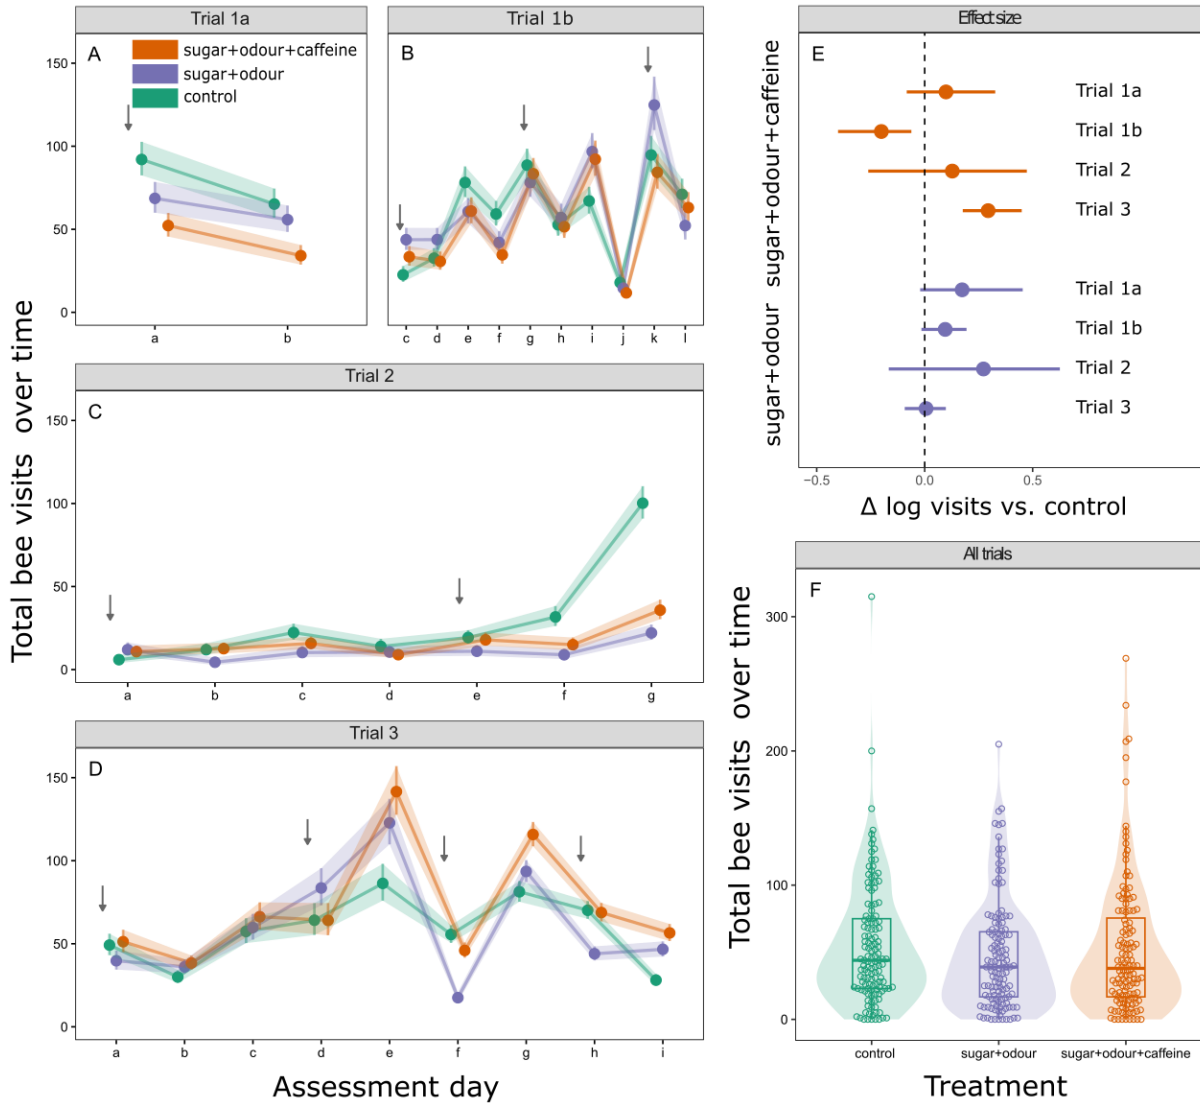 Trial 1a
A
sugar+odour+caffeine
sugar+odour
control
150
100
50
0
a
b
Trial 1b
B
c
d
e
f
g
h
i
j
k
l
Trial 2
C
150
100
50
0
a
b
c
d
e
f
g
Trial 3
D
150
100
50
0
a
b
c
d
e
f
g
h
i
Total bee visits over time
Assessment day
Effect size
E
sugar+odour+caffeine
Trial 1a
Trial 1b
Trial 2
Trial 3
sugar+odour
Trial 1a
Trial 1b
Trial 2
Trial 3
−0.5
0.0
0.5
Δ log visits vs. control
All trials
F
300
200
100
0
Total bee visits over time
control
sugar+odour
sugar+odour+caffeine
Treatment